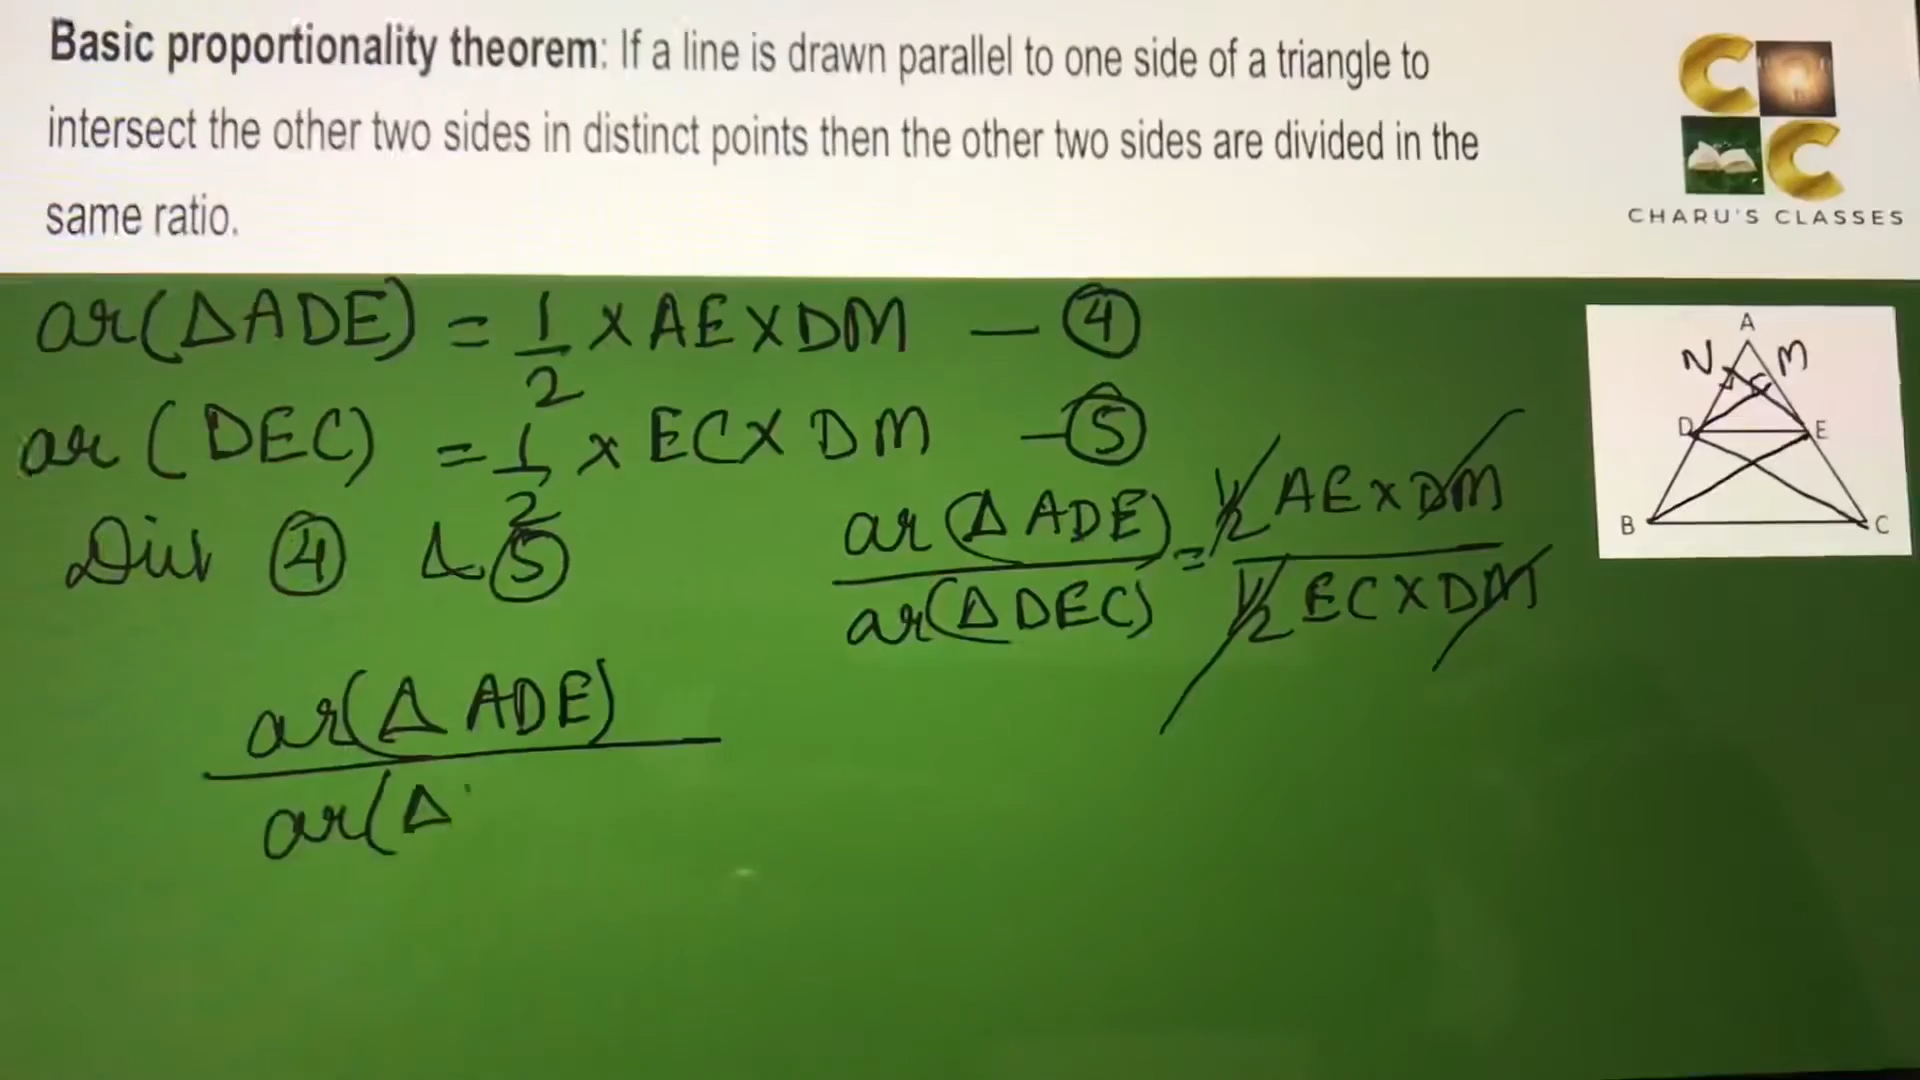 Basic proportionality theorem: If a line is drawn parallel to one side of a triangle to
intersect the other two sides in distinct points then the other two sides are divided in the
same ratio.
CHARU'S CLASSES
ar(ΔADE) = 1/2 × AE × DM — ④
ar(DEC) = 1/2 × EC × DM — ⑤
Div ④ & ⑤
ar(ΔADE)/ar(ΔDEC) = 1/2 AE × DM / 1/2 EC × DM
ar(ΔADE)
ar(Δ
A
N M
D E
B C